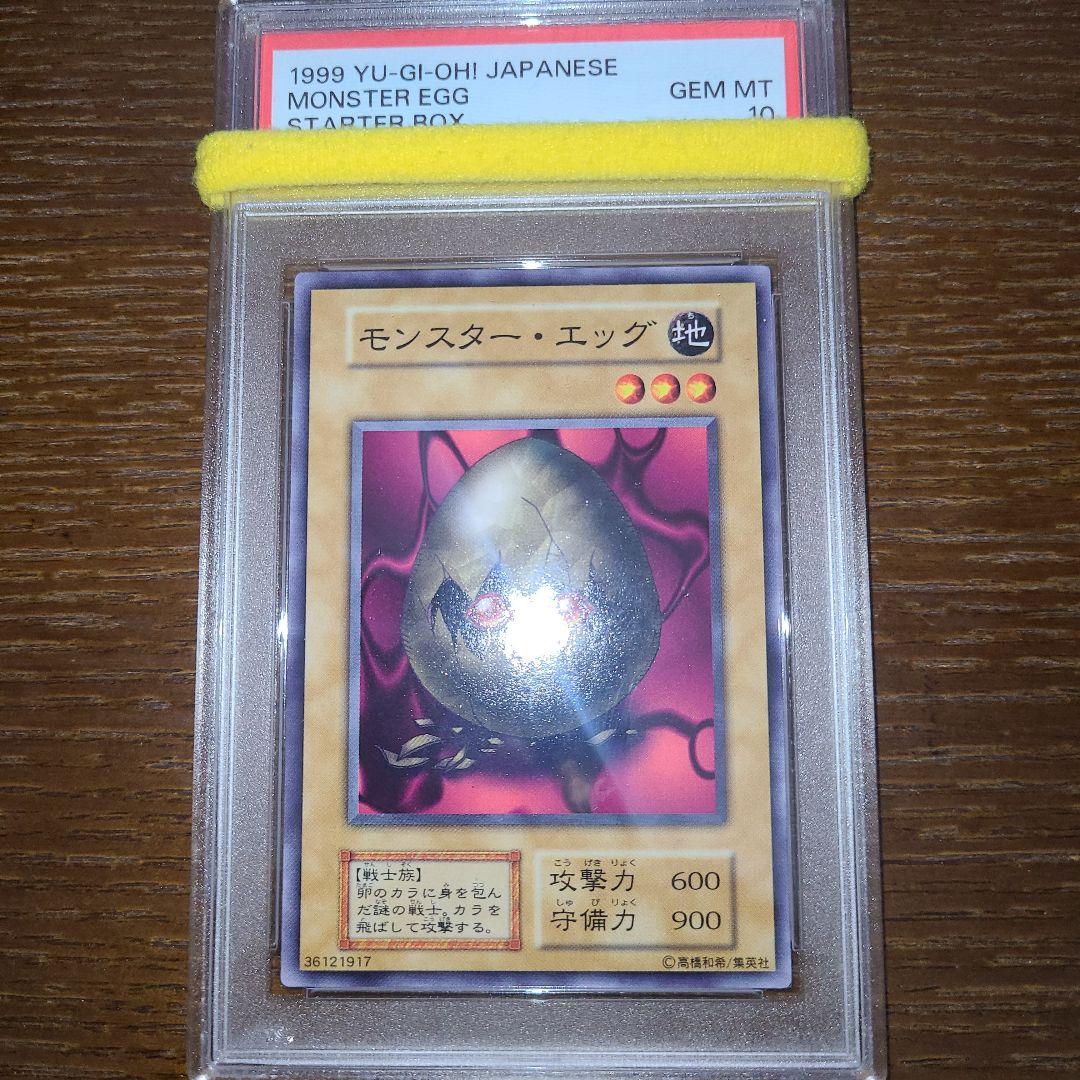 1999 YU-GI-OH! JAPANESE
MONSTER EGG
GEM MT
STARTER BOX
10
モンスター・エッグ
地
【戦士族】
卵のカラに身を包ん
だ謎の戦士。カラを
飛ばして攻撃する。
攻撃力 600
守備力 900
36121917
©高橋和希/集英社